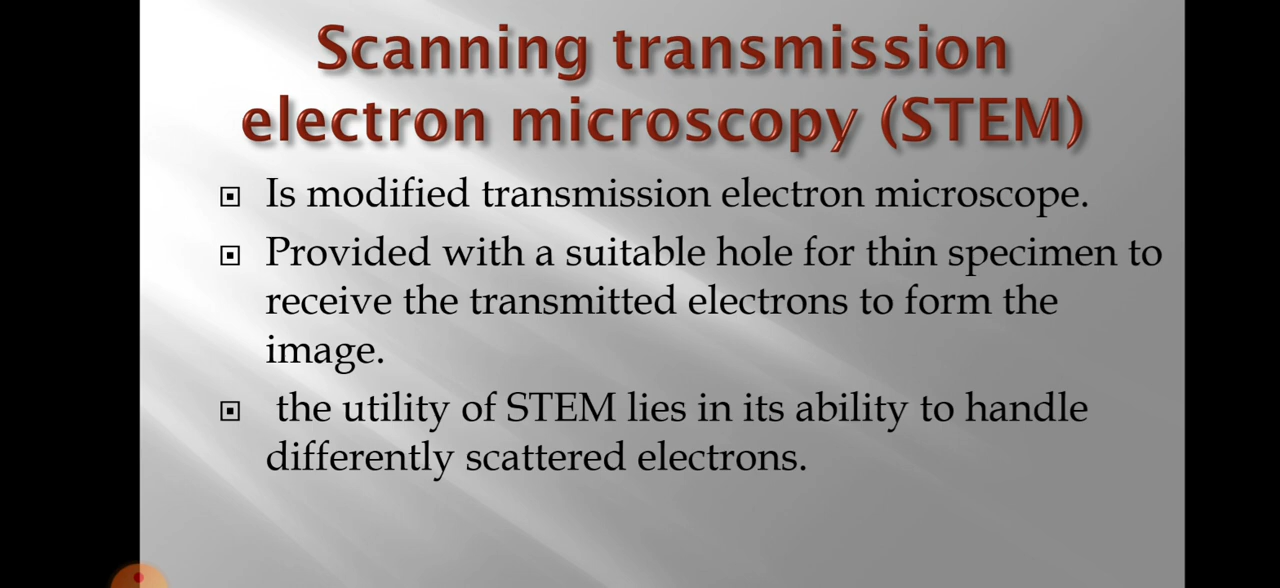 Scanning transmission
electron microscopy (STEM)
Is modified transmission electron microscope.
Provided with a suitable hole for thin specimen to
receive the transmitted electrons to form the
image.
the utility of STEM lies in its ability to handle
differently scattered electrons.